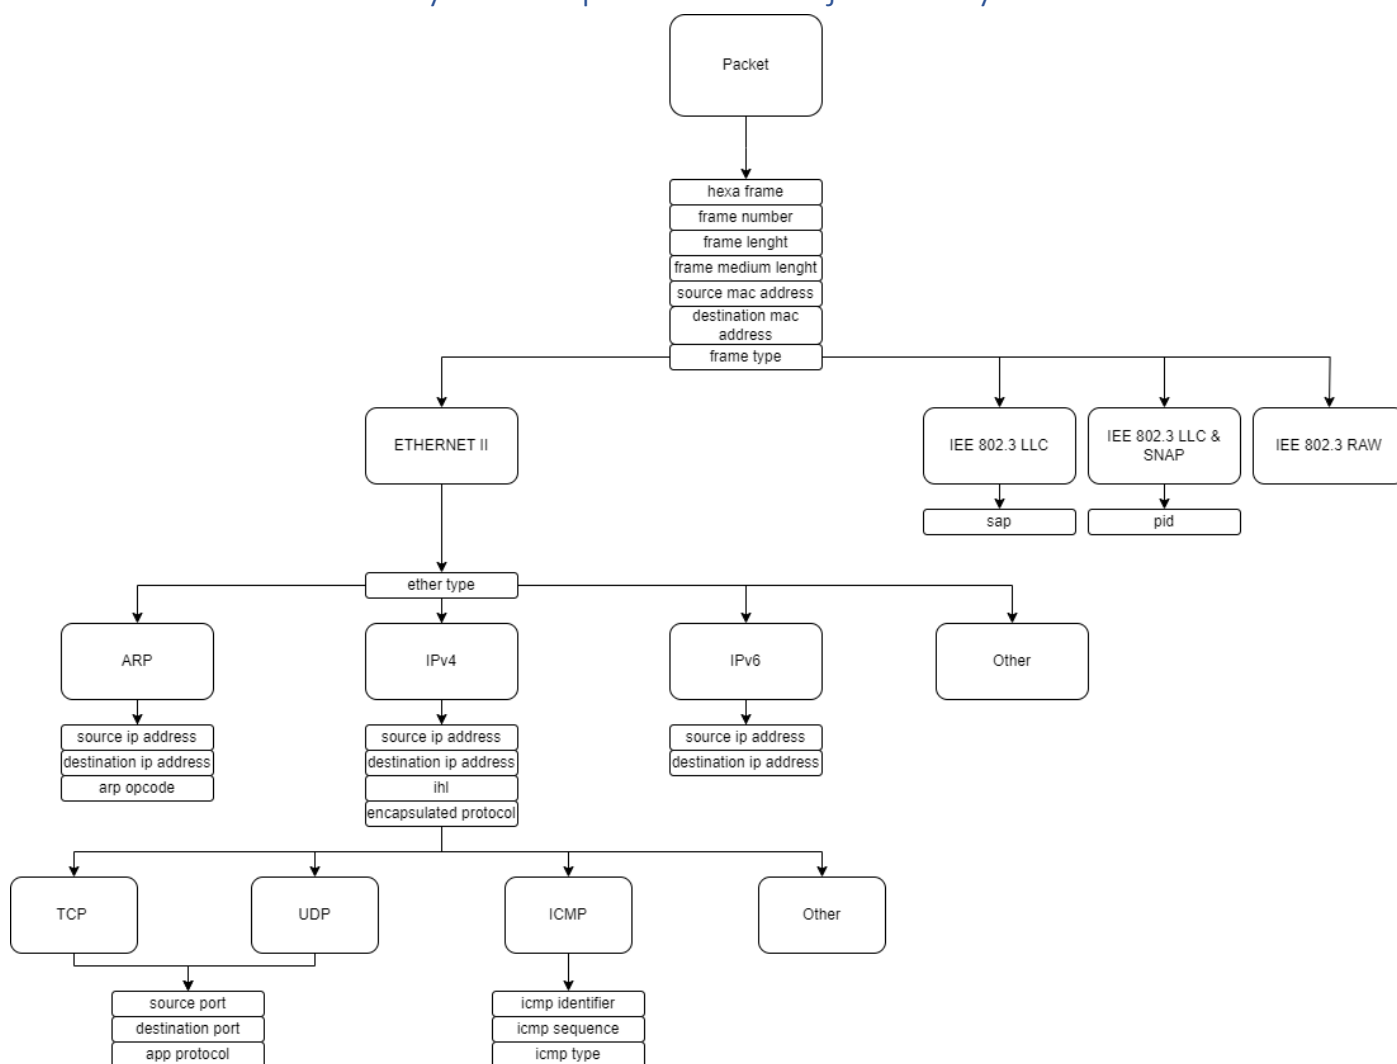 Packet
hexa frame
frame number
frame lenght
frame medium lenght
source mac address
destination mac
address
frame type
ETHERNET II
IEE 802.3 LLC
IEE 802.3 LLC &
SNAP
IEE 802.3 RAW
sap
pid
ether type
ARP
IPv4
IPv6
Other
source ip address
destination ip address
arp opcode
source ip address
destination ip address
ihl
encapsulated protocol
source ip address
destination ip address
TCP
UDP
ICMP
Other
source port
destination port
app protocol
icmp identifier
icmp sequence
icmp type